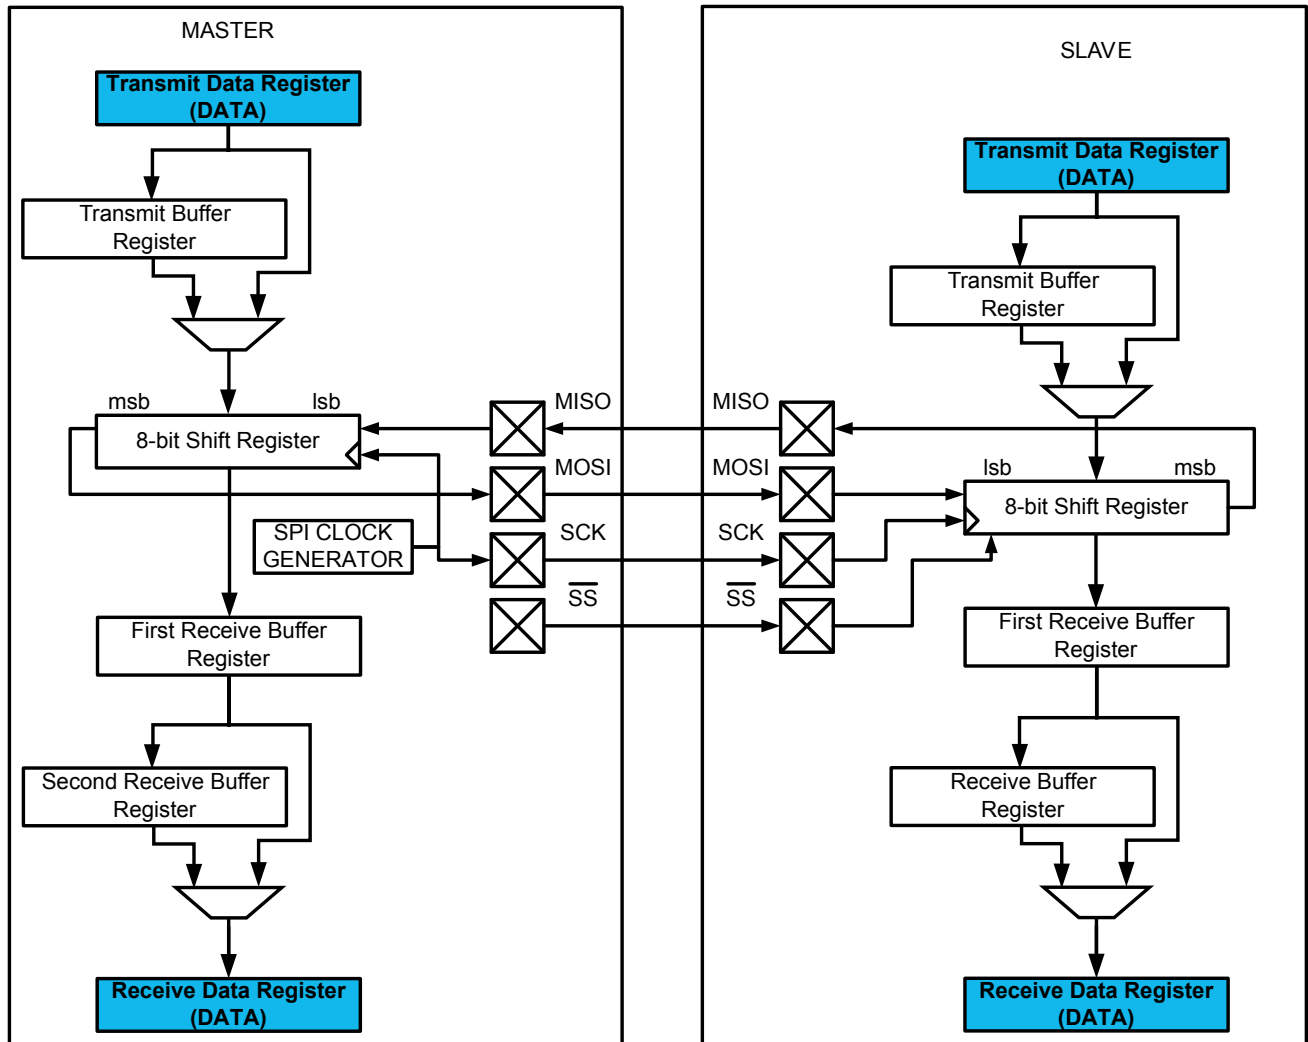 MASTER
Transmit Data Register
(DATA)
Transmit Buffer
Register
msb
lsb
8-bit Shift Register
SPI CLOCK
GENERATOR
First Receive Buffer
Register
Second Receive Buffer
Register
Receive Data Register
(DATA)
MISO
MOSI
SCK
SS
SLAVE
MISO
MOSI
SCK
SS
Transmit Data Register
(DATA)
Transmit Buffer
Register
lsb
msb
8-bit Shift Register
First Receive Buffer
Register
Receive Buffer
Register
Receive Data Register
(DATA)